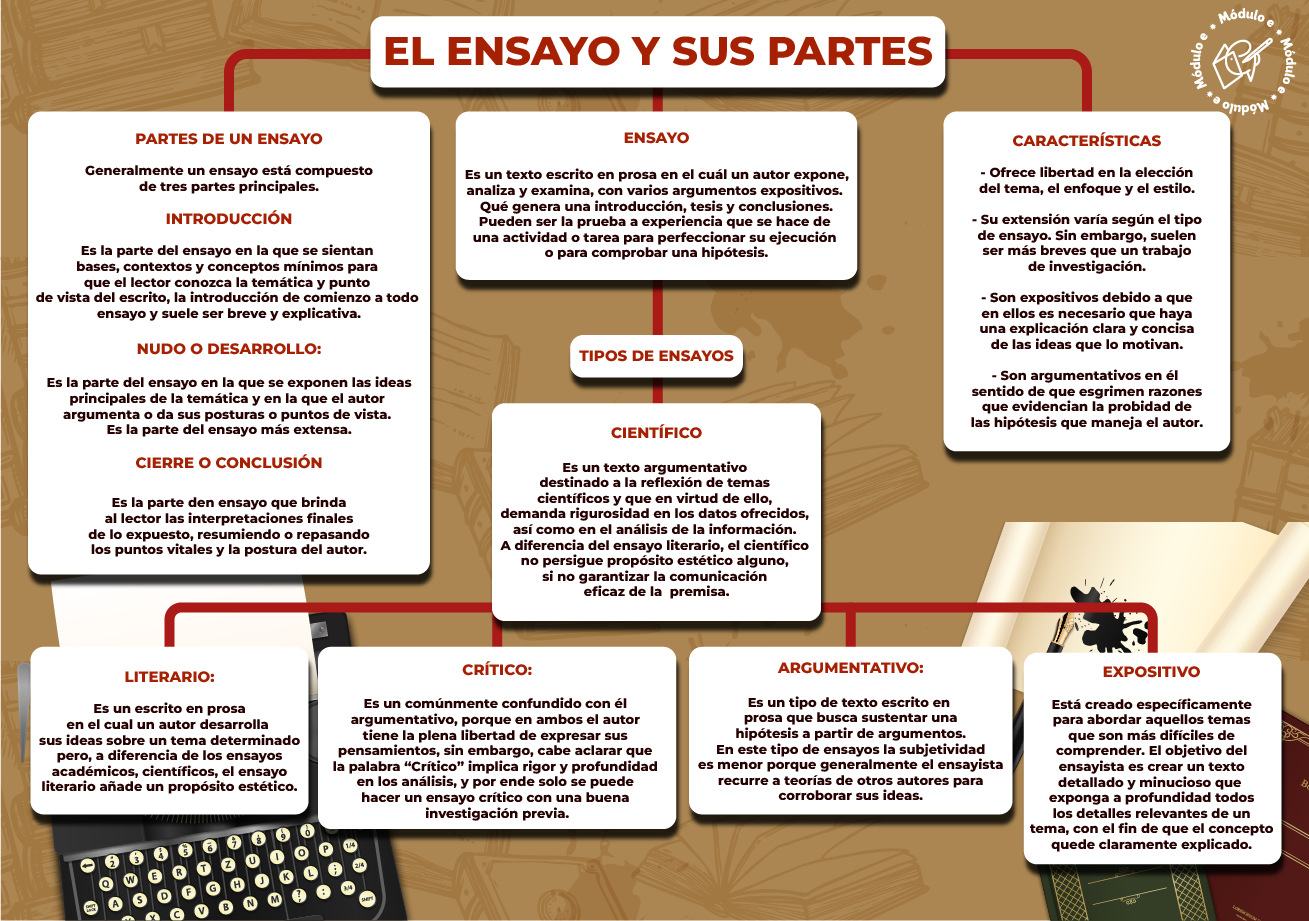 EL ENSAYO Y SUS PARTES
Módulo e * Módulo e * Módulo e * Módulo e *
PARTES DE UN ENSAYO
Generalmente un ensayo está compuesto
de tres partes principales.
INTRODUCCIÓN
Es la parte del ensayo en la que se sientan
bases, contextos y conceptos mínimos para
que el lector conozca la temática y punto
de vista del escrito, la introducción de comienzo a todo
ensayo y suele ser breve y explicativa.
NUDO O DESARROLLO:
Es la parte del ensayo en la que se exponen las ideas
principales de la temática y en la que el autor
argumenta o da sus posturas o puntos de vista.
Es la parte del ensayo más extensa.
CIERRE O CONCLUSIÓN
Es la parte den ensayo que brinda
al lector las interpretaciones finales
de lo expuesto, resumiendo o repasando
los puntos vitales y la postura del autor.
ENSAYO
Es un texto escrito en prosa en el cuál un autor expone,
analiza y examina, con varios argumentos expositivos.
Qué genera una introducción, tesis y conclusiones.
Pueden ser la prueba a experiencia que se hace de
una actividad o tarea para perfeccionar su ejecución
o para comprobar una hipótesis.
CARACTERÍSTICAS
- Ofrece libertad en la elección
del tema, el enfoque y el estilo.
- Su extensión varía según el tipo
de ensayo. Sin embargo, suelen
ser más breves que un trabajo
de investigación.
- Son expositivos debido a que
en ellos es necesario que haya
una explicación clara y concisa
de las ideas que lo motivan.
- Son argumentativos en él
sentido de que esgrimen razones
que evidencian la probidad de
las hipótesis que maneja el autor.
TIPOS DE ENSAYOS
CIENTÍFICO
Es un texto argumentativo
destinado a la reflexión de temas
científicos y que en virtud de ello,
demanda rigurosidad en los datos ofrecidos,
así como en el análisis de la información.
A diferencia del ensayo literario, el científico
no persigue propósito estético alguno,
si no garantizar la comunicación
eficaz de la  premisa.
LITERARIO:
Es un escrito en prosa
en el cual un autor desarrolla
sus ideas sobre un tema determinado
pero, a diferencia de los ensayos
académicos, científicos, el ensayo
literario añade un propósito estético.
CRÍTICO:
Es un comúnmente confundido con él
argumentativo, porque en ambos el autor
tiene la plena libertad de expresar sus
pensamientos, sin embargo, cabe aclarar que
la palabra “Crítico” implica rigor y profundidad
en los análisis, y por ende solo se puede
hacer un ensayo crítico con una buena
investigación previa.
ARGUMENTATIVO:
Es un tipo de texto escrito en
prosa que busca sustentar una
hipótesis a partir de argumentos.
En este tipo de ensayos la subjetividad
es menor porque generalmente el ensayista
recurre a teorías de otros autores para
corroborar sus ideas.
EXPOSITIVO
Está creado específicamente
para abordar aquellos temas
que son más difíciles de
comprender. El objetivo del
ensayista es crear un texto
detallado y minucioso que
exponga a profundidad todos
los detalles relevantes de un
tema, con el fin de que el concepto
quede claramente explicado.